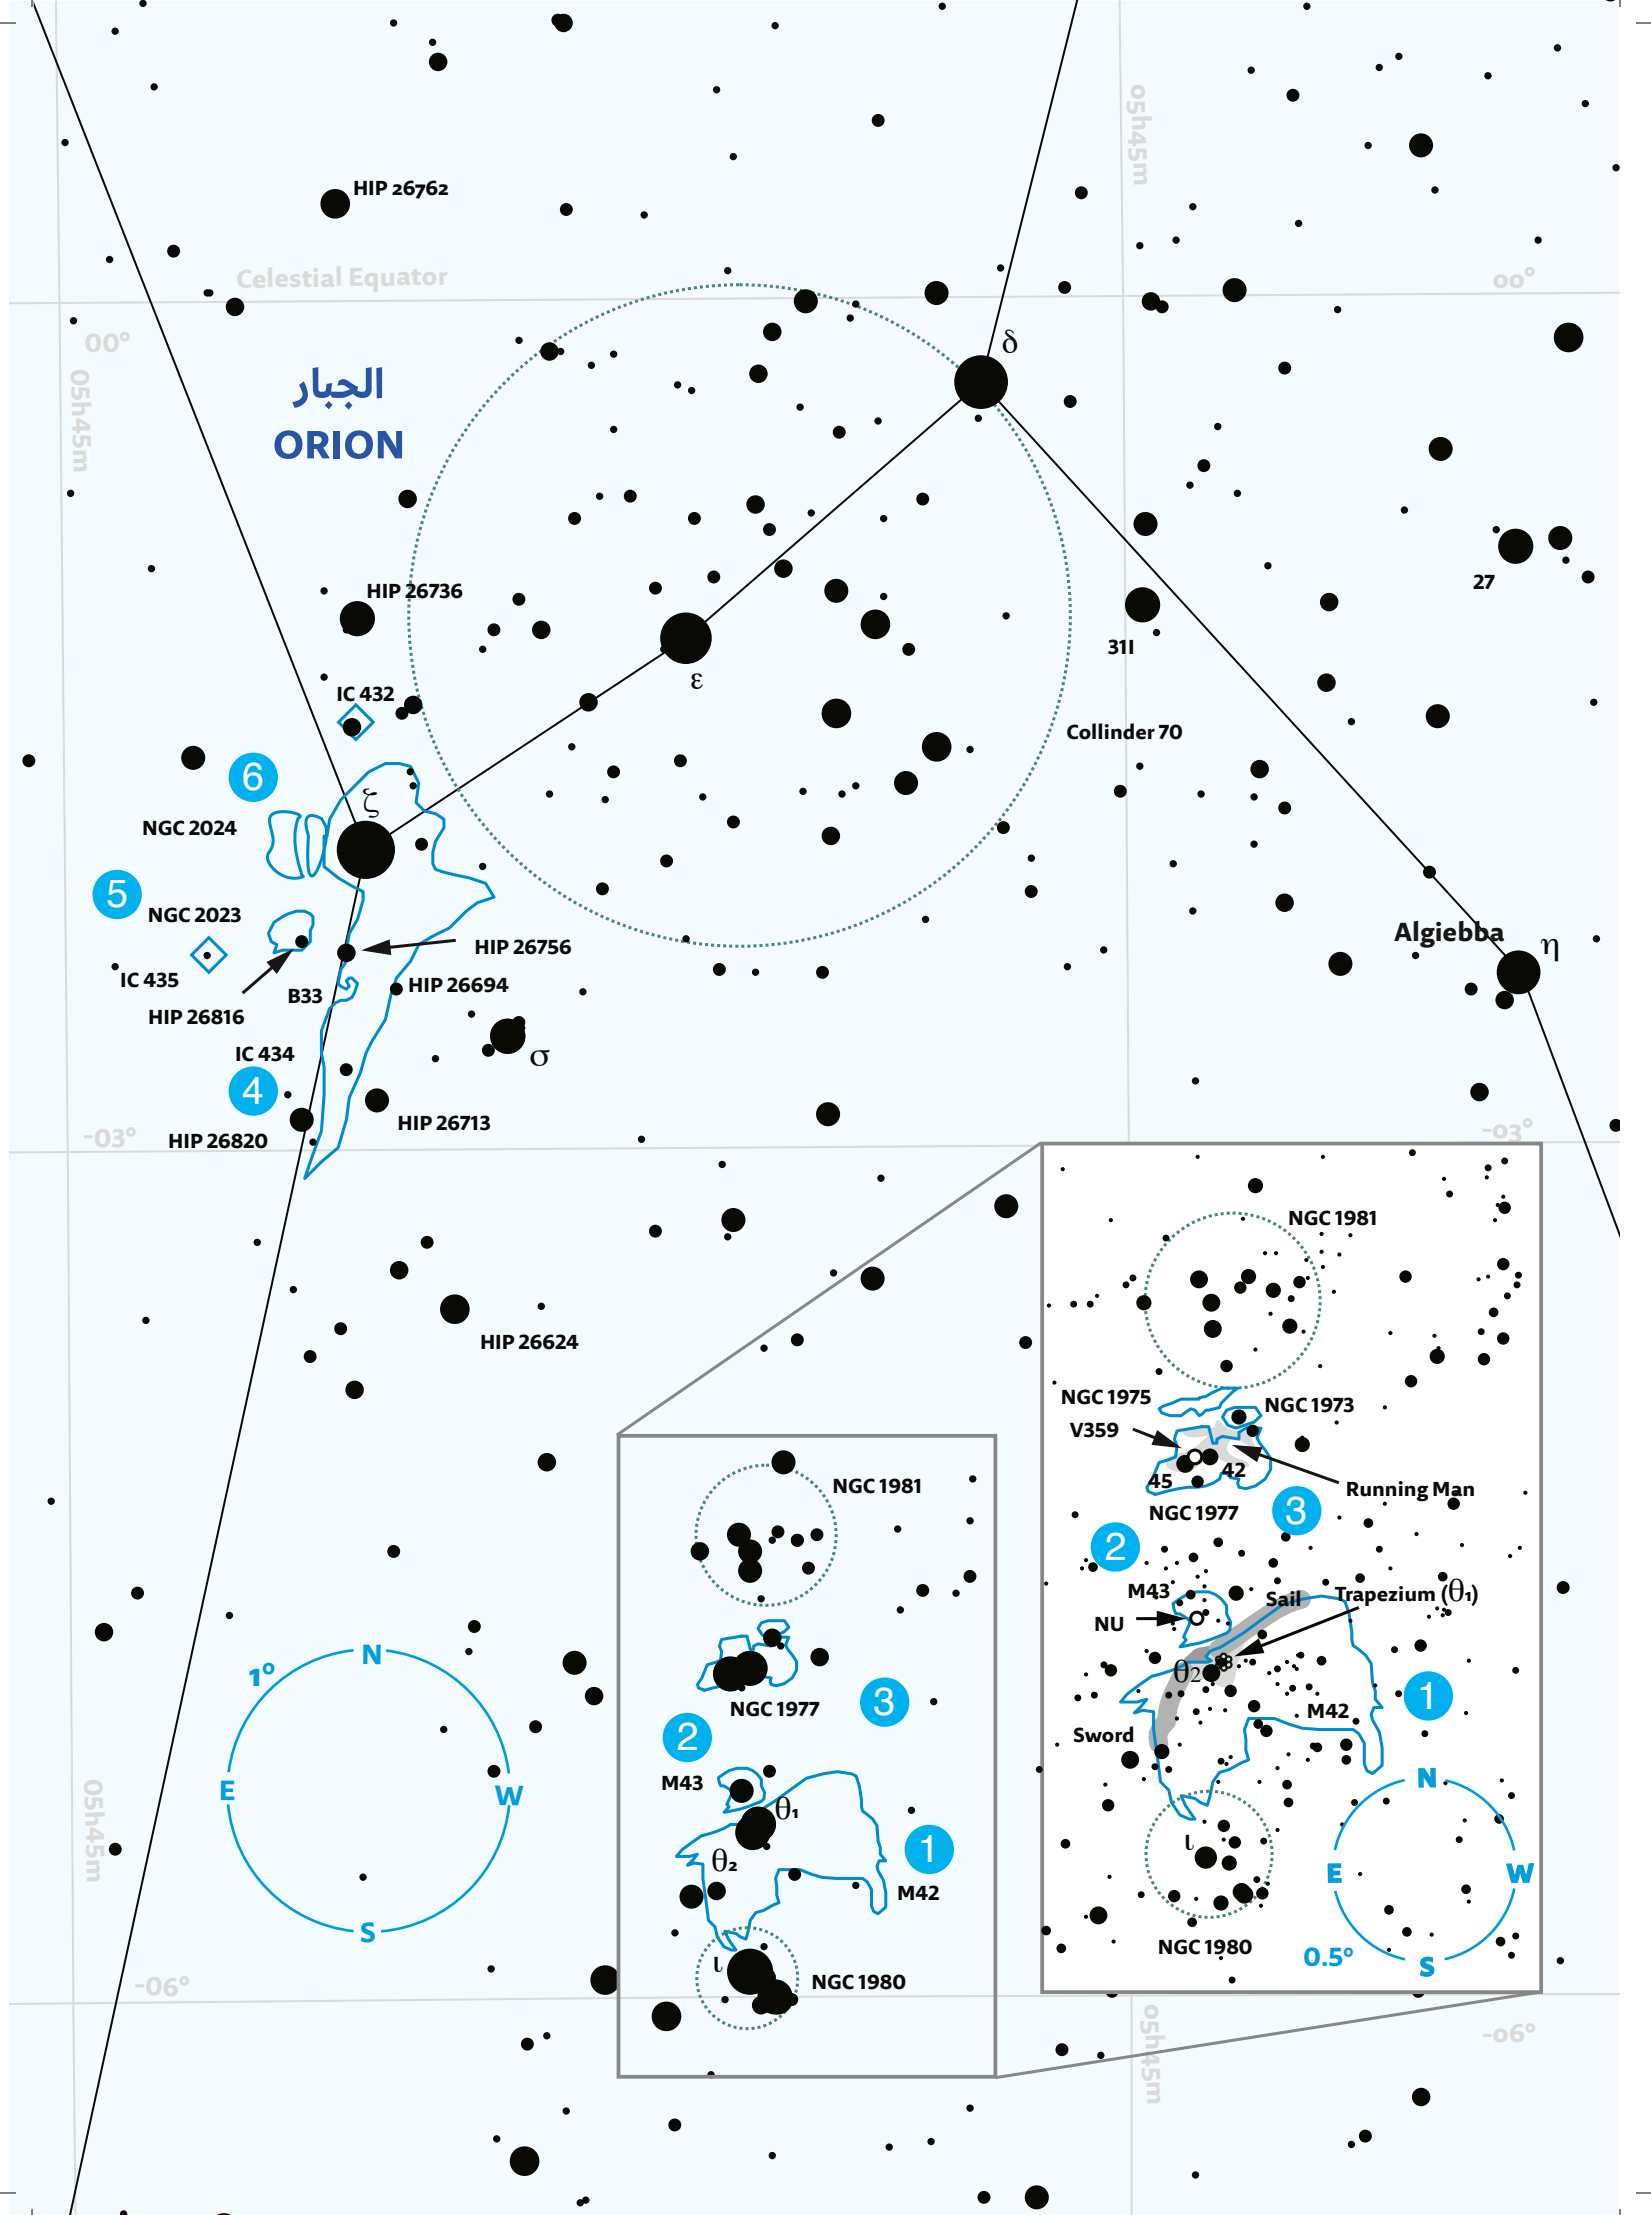 05h45m
HIP 26762
Celestial Equator
00°
00°
δ
05h45m
الجبار
ORION
27
HIP 26736
31I
ε
IC 432
Collinder 70
6
ζ
NGC 2024
5
NGC 2023
Algiebba
η
HIP 26756
IC 435
B33
HIP 26694
HIP 26816
IC 434
σ
4
HIP 26713
HIP 26820
-03°
-03°
NGC 1981
HIP 26624
NGC 1975
NGC 1973
V359
45
42
Running Man
NGC 1977
3
2
M43
Sail
Trapezium (θ1)
NU
θ2
M42
1
Sword
N
ι
E
W
NGC 1980
0.5°
S
NGC 1981
NGC 1977
3
2
M43
θ1
θ2
1
M42
ι
NGC 1980
1°
N
E
W
S
05h45m
-06°
05h45m
-06°